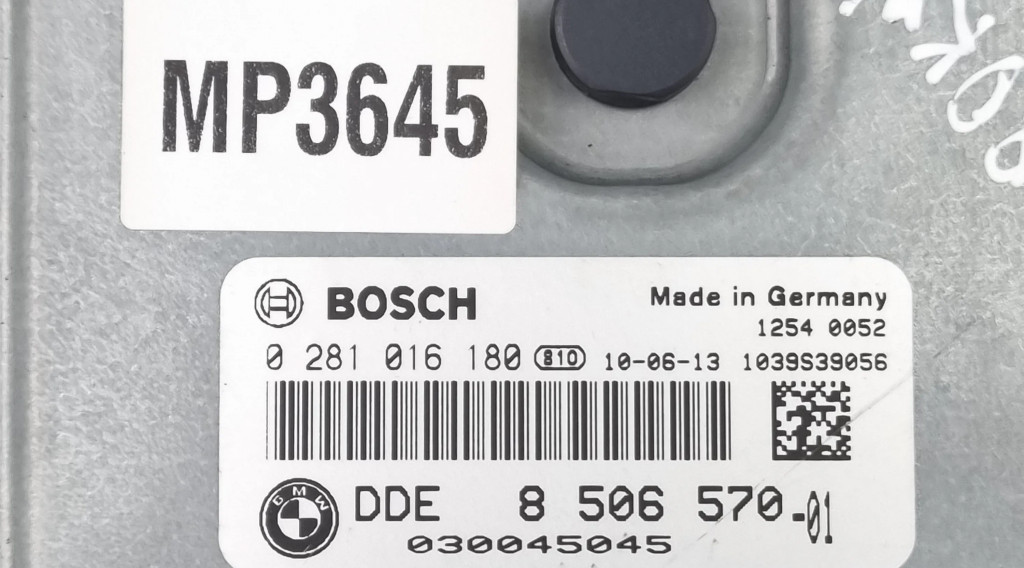 MP3645
BOSCH
Made in Germany
1254 0052
0 281 016 180 810 10-06-13 1039S39056
BMW
DDE 8 506 570-01
030045045